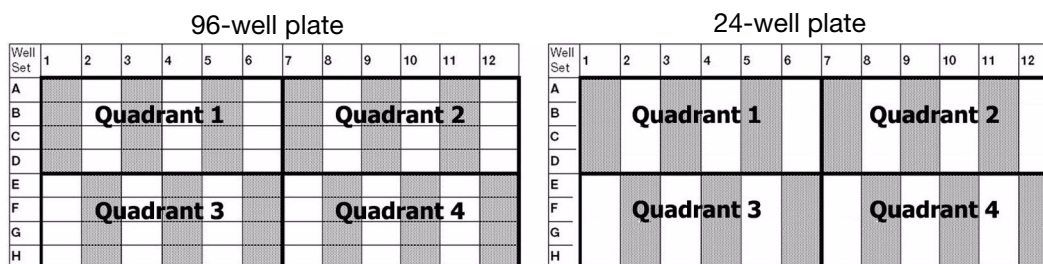 96-well plate
24-well plate
Well Set 1 2 3 4 5 6 7 8 9 10 11 12
A
B Quadrant 1 Quadrant 2
C
D
E
F Quadrant 3 Quadrant 4
G
H
Well Set 1 2 3 4 5 6 7 8 9 10 11 12
A
B Quadrant 1 Quadrant 2
C
D
E
F Quadrant 3 Quadrant 4
G
H